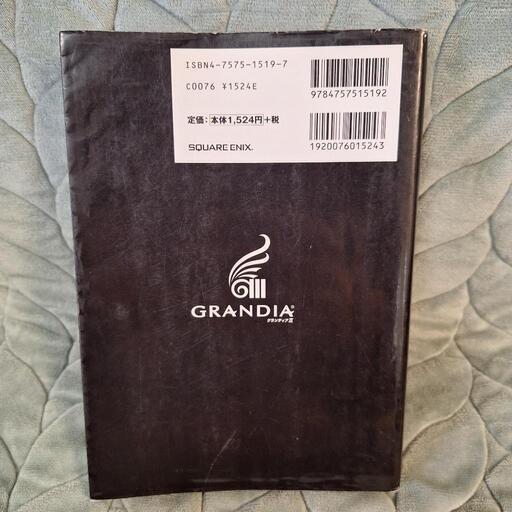 ISBN4-7575-1519-7
C0076 ¥1524E
定価：本体1,524円+税
SQUARE ENIX.
9784757515192
1920076015243
GRANDIA®
グランディアIII